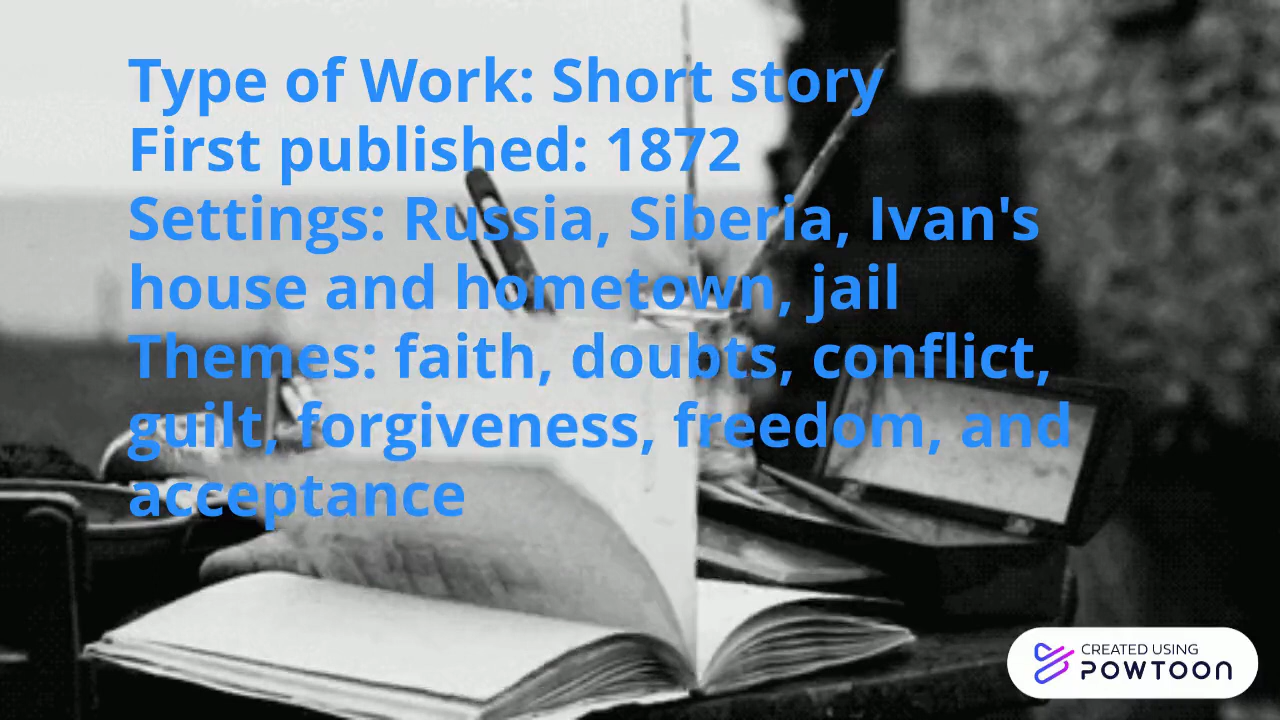 Type of Work: Short story
First published: 1872
Settings: Russia, Siberia, Ivan's
house and hometown, jail
Themes: faith, doubts, conflict,
guilt, forgiveness, freedom, and
acceptance
CREATED USING
POWTOON